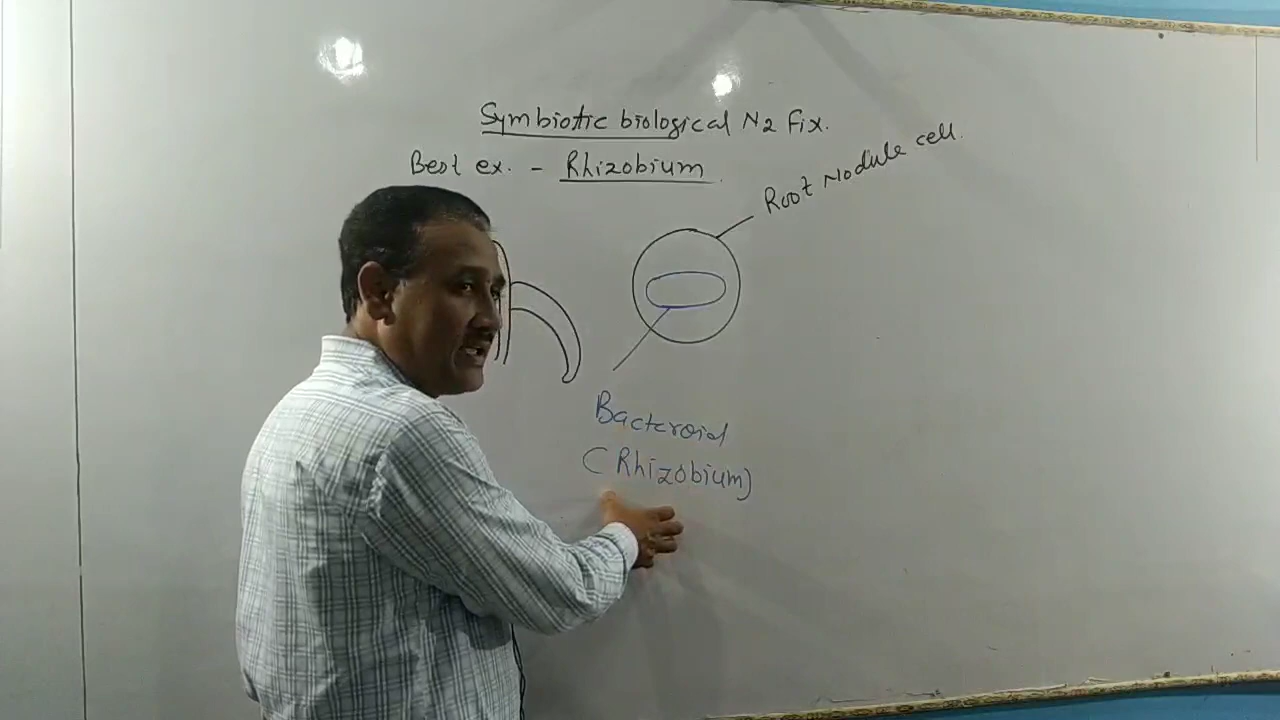 Symbiotic biological N2 Fix.
Best ex. - Rhizobium
Root Nodule cell.
Bacteroid
(Rhizobium)